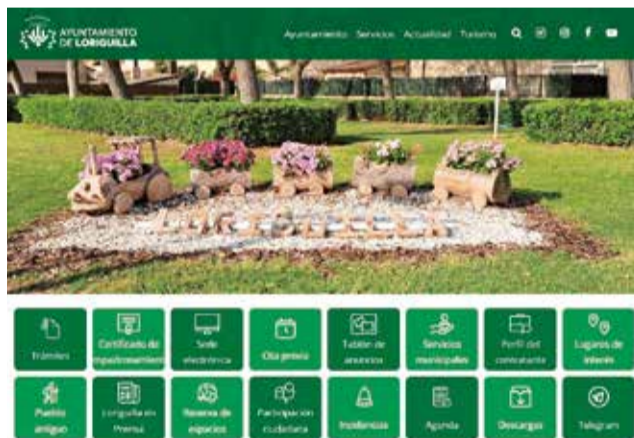 AYUNTAMIENTO
DE LORIGUILLA
Ayuntamiento Servicios Actualidad Turismo
LORIGUILLA
Trámites
Certificado de
empadronamiento
Sede
electrónica
Cita previa
Tablón de
anuncios
Servicios
municipales
Perfil del
contratante
Lugares de
interés
Pueblo
antiguo
Loriguilla en
Prensa
Reserva de
espacios
Participación
ciudadana
Incidencias
Agenda
Descargas
Telegram